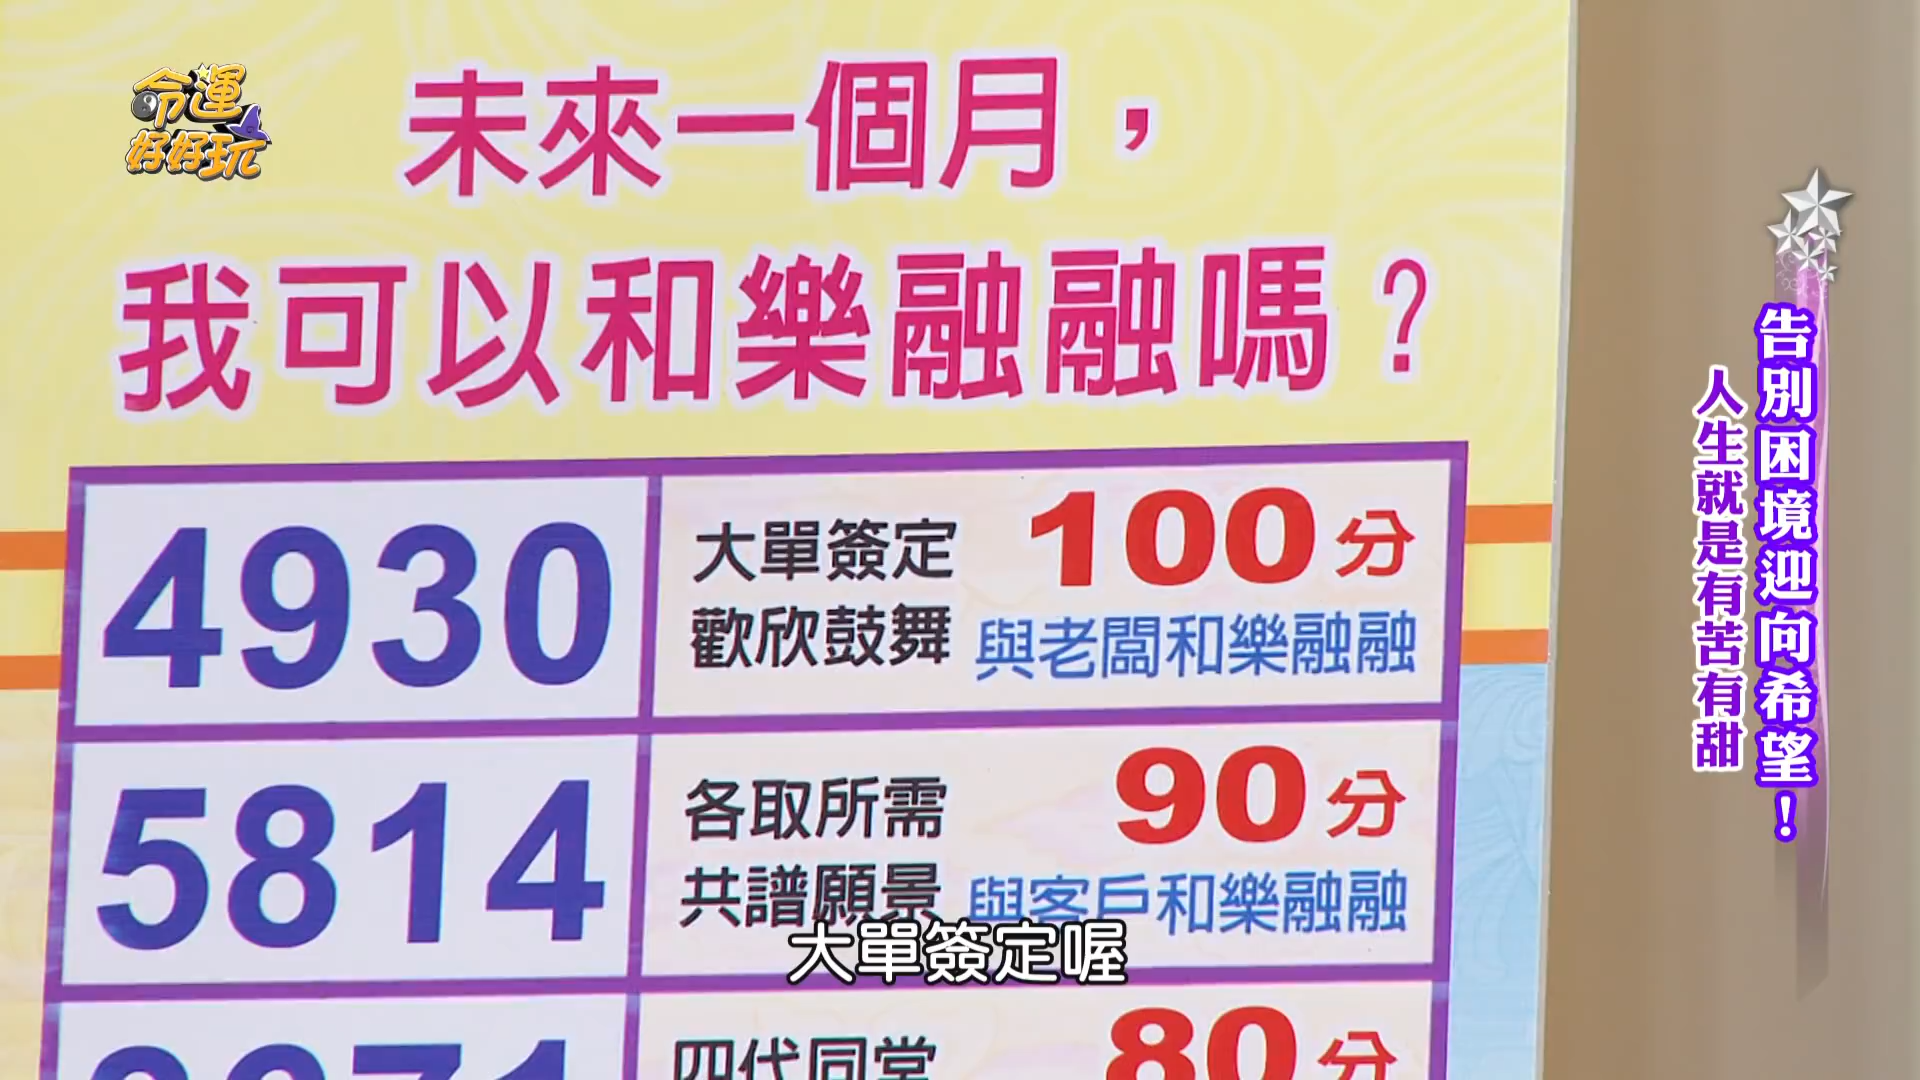 命運
好好玩
未來一個月，
我可以和樂融融嗎？
4930
大單簽定
歡欣鼓舞
100分
與老闆和樂融融
5814
各取所需
共譜願景
90分
與客戶和樂融融
四代同堂
80分
大單簽定喔
告別困境迎向希望！
人生就是有苦有甜